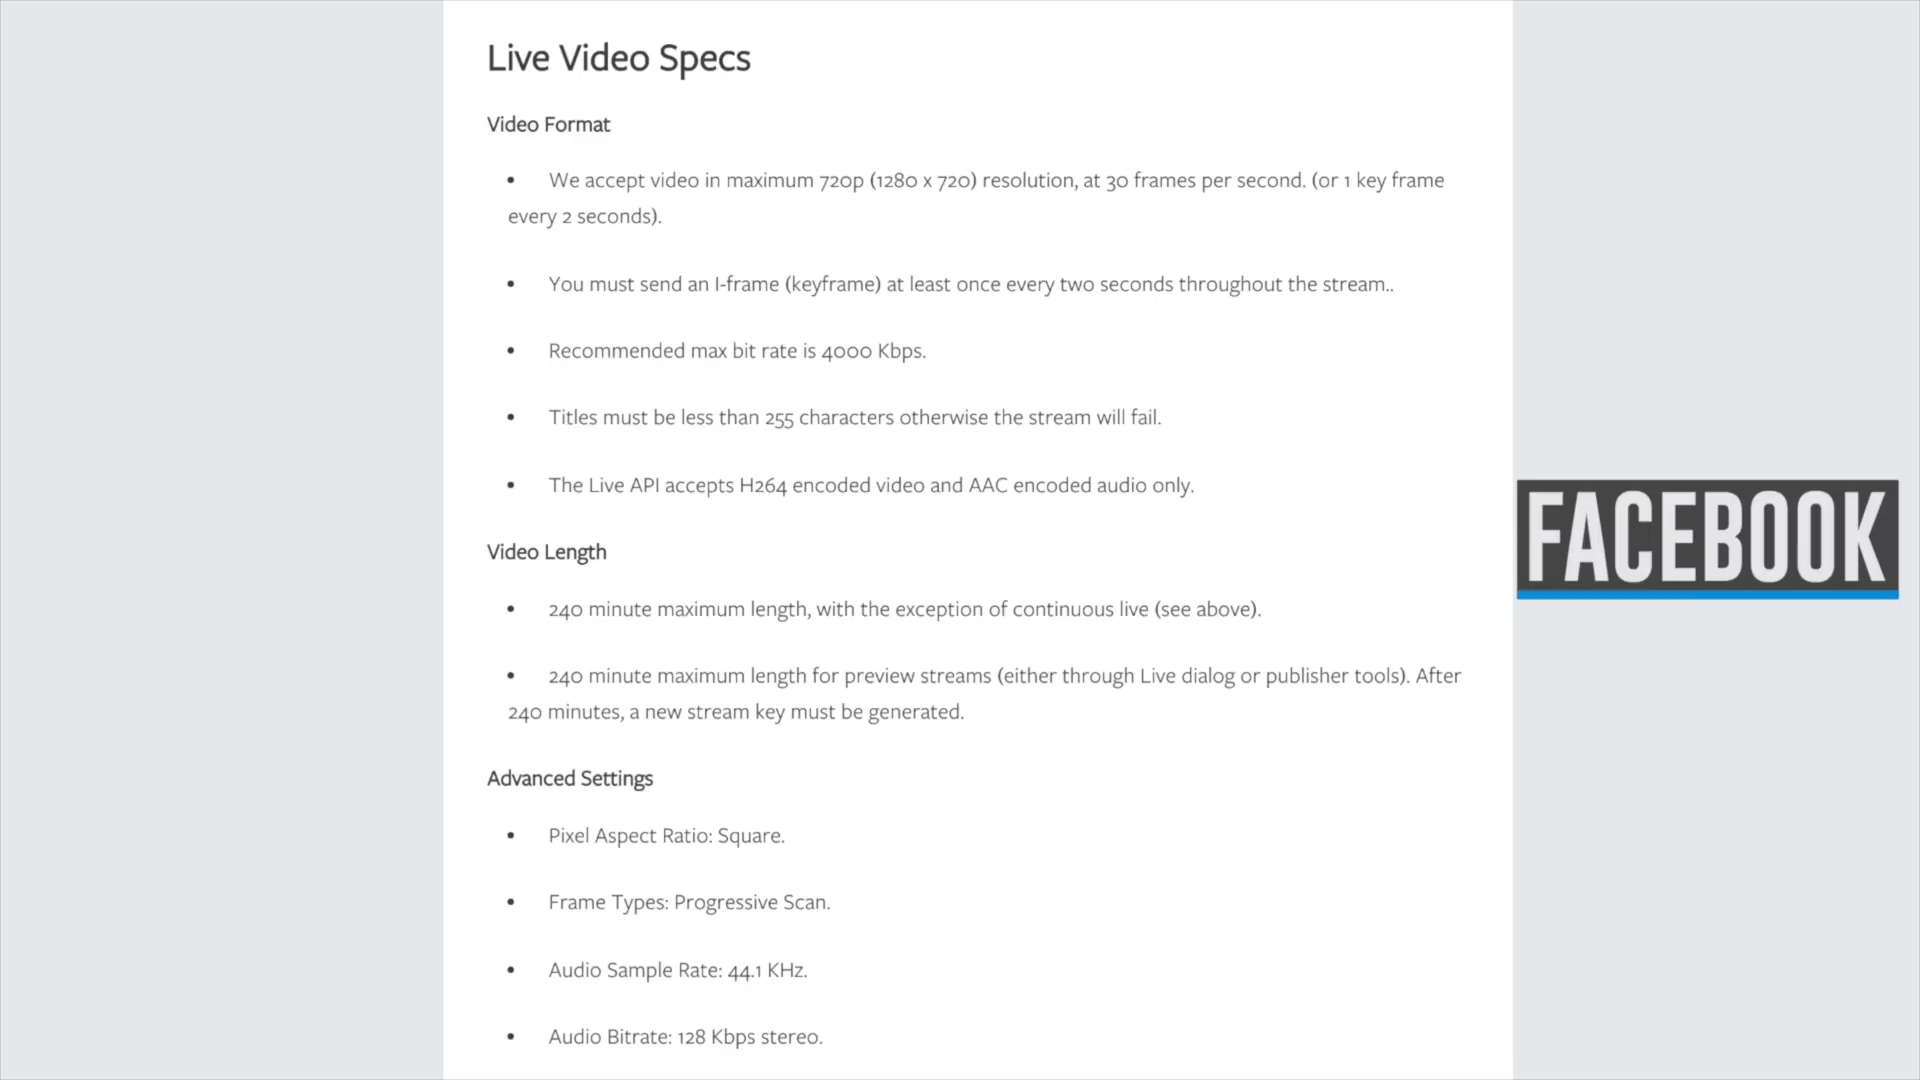 Live Video Specs
Video Format
• We accept video in maximum 720p (1280 x 720) resolution, at 30 frames per second. (or 1 key frame
every 2 seconds).
• You must send an I-frame (keyframe) at least once every two seconds throughout the stream..
• Recommended max bit rate is 4000 Kbps.
• Titles must be less than 255 characters otherwise the stream will fail.
• The Live API accepts H264 encoded video and AAC encoded audio only.
FACEBOOK
Video Length
• 240 minute maximum length, with the exception of continuous live (see above).
• 240 minute maximum length for preview streams (either through Live dialog or publisher tools). After
240 minutes, a new stream key must be generated.
Advanced Settings
• Pixel Aspect Ratio: Square.
• Frame Types: Progressive Scan.
• Audio Sample Rate: 44.1 KHz.
• Audio Bitrate: 128 Kbps stereo.